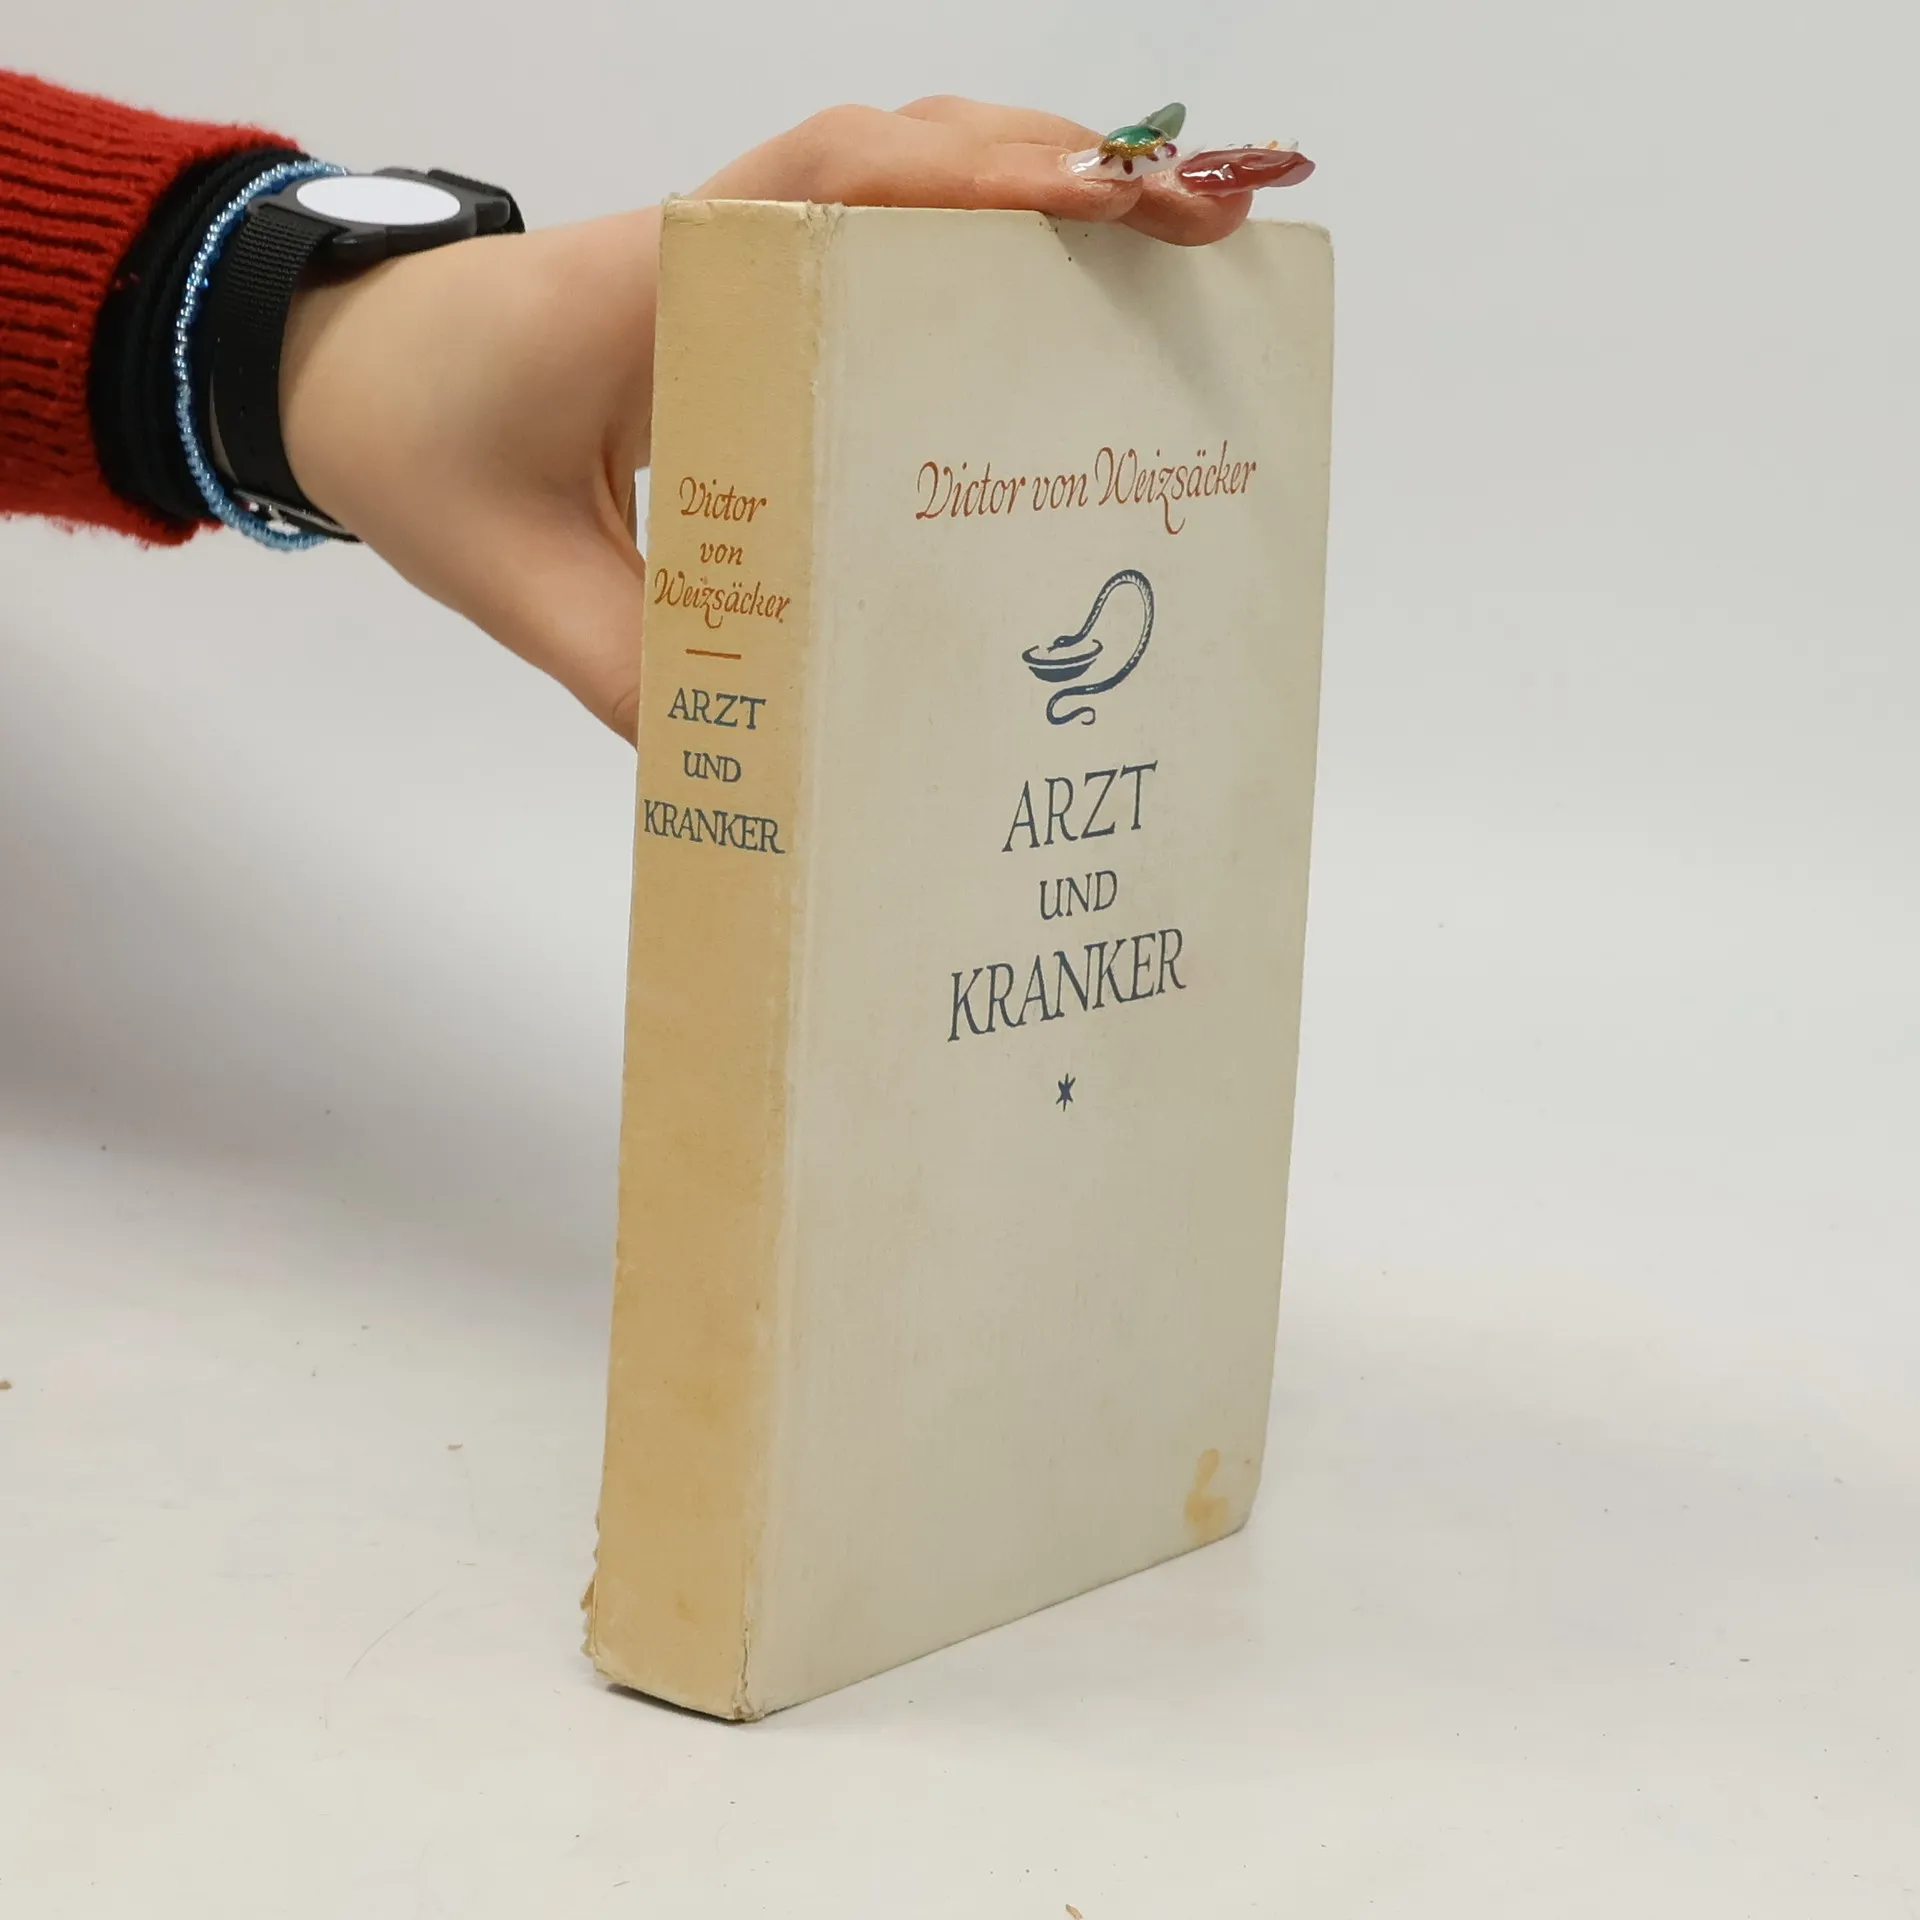 Victor
von
Weizsäcker
ARZT
UND
KRANKER
Victor von Weizsäcker
ARZT
UND
KRANKER
*